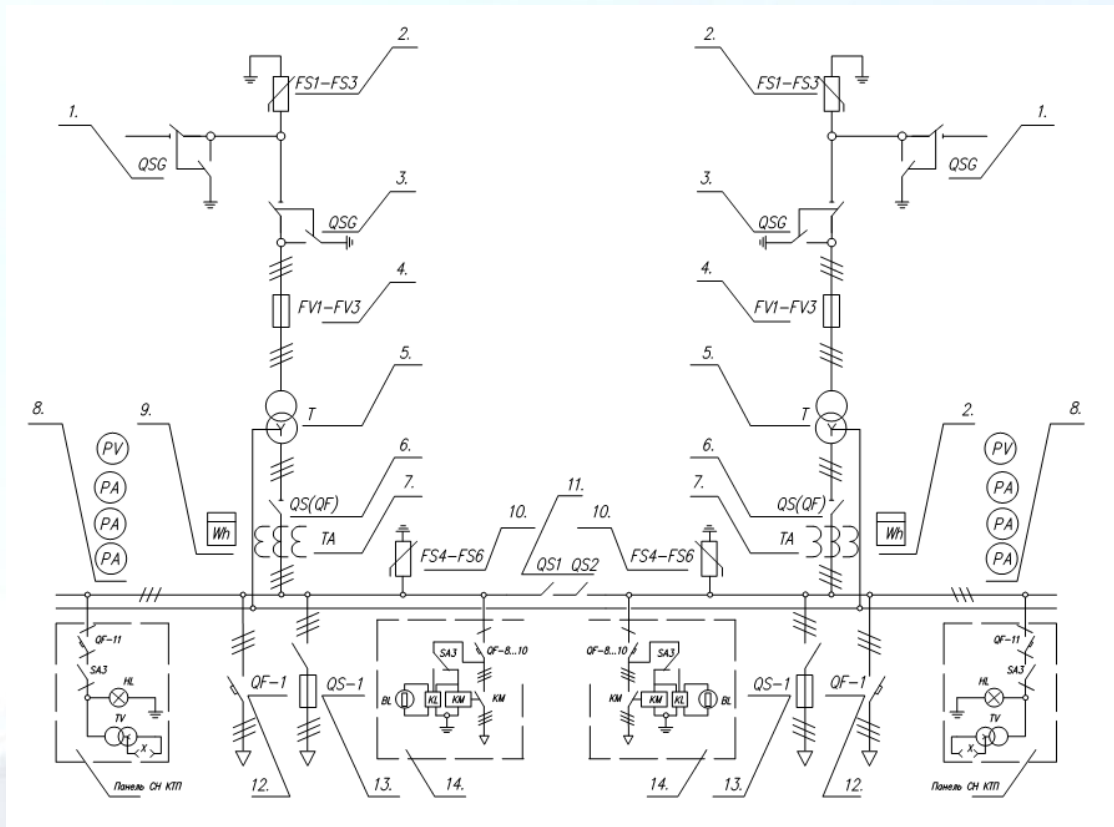 2.
2.
FS1-FS3
FS1-FS3
1.
1.
QSG
QSG
3.
3.
QSG
QSG
4.
4.
FV1-FV3
FV1-FV3
5.
5.
T
T
8.
9.
6.
11.
6.
2.
8.
PV
PV
7.
10.
10.
7.
PA
PA
QS(QF)
QS(QF)
PA
PA
Wh
TA
TA
Wh
PA
PA
FS4-FS6
QS1
QS2
FS4-FS6
QF-11
SA3
HL
TV
X
QF-1
QS-1
SA3
QF-8...10
BL
KL
KM
KM
QF-8...10
SA3
KM
KM
KL
BL
QS-1
QF-1
QF-11
SA3
HL
TV
X
Панель СН КТП
12.
13.
14.
14.
13.
12.
Панель СН КТП